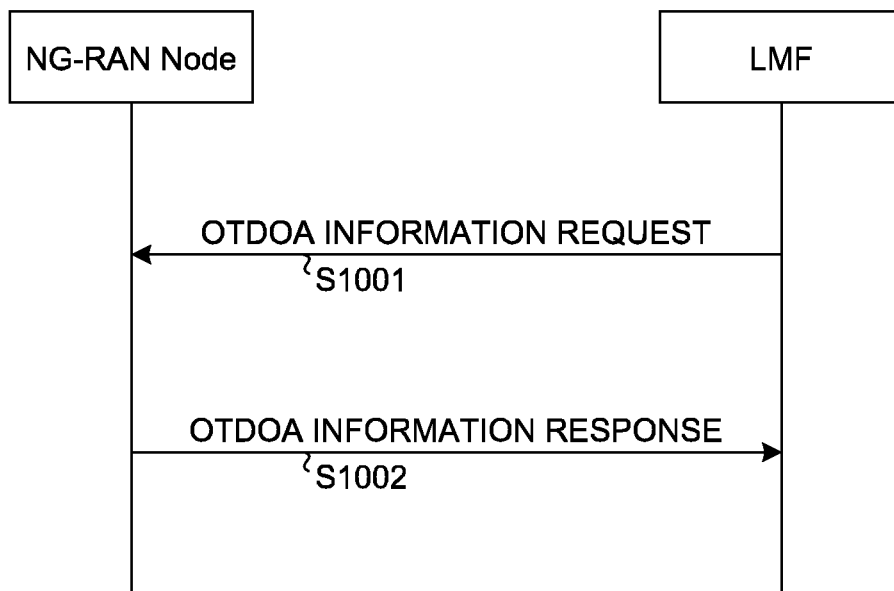 NG-RAN Node
LMF
OTDOA INFORMATION REQUEST
S1001
OTDOA INFORMATION RESPONSE
S1002